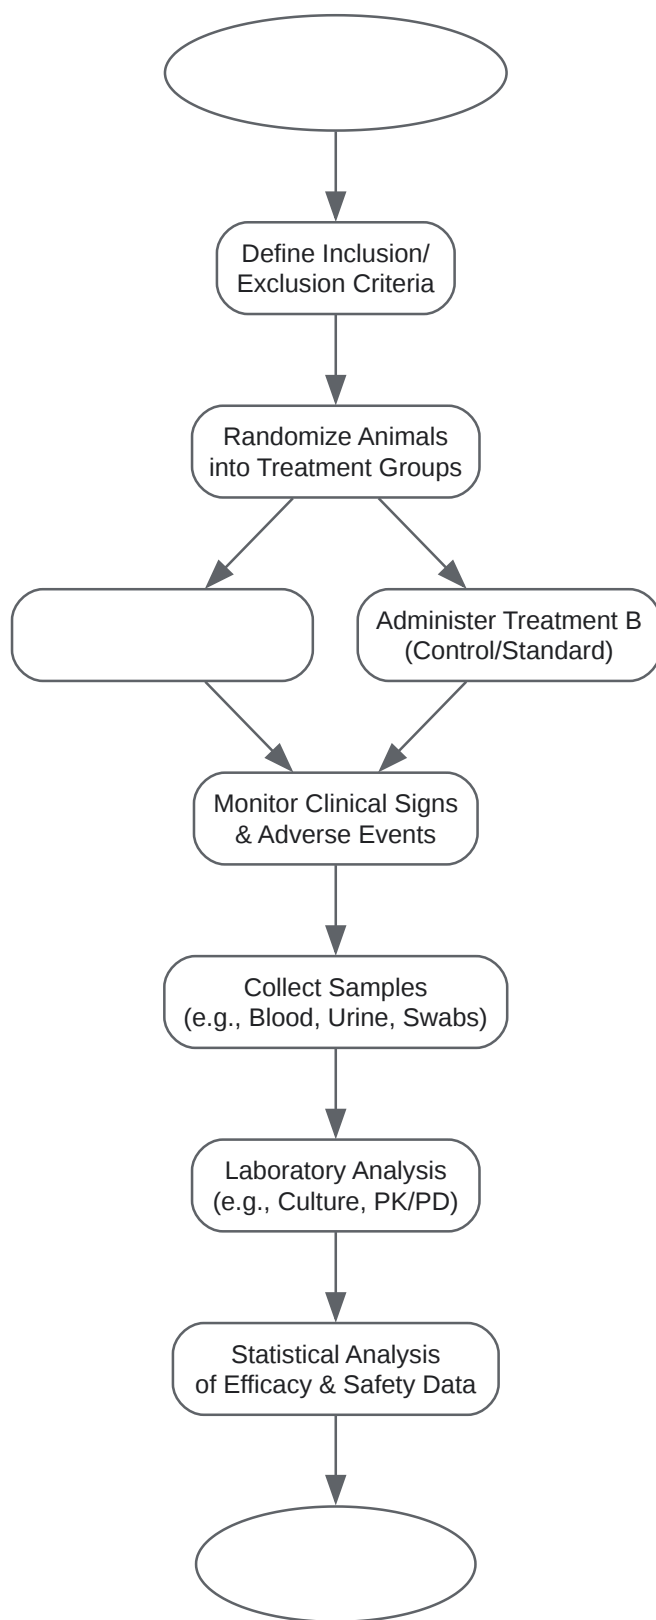 Define Inclusion/
Exclusion Criteria
Randomize Animals
into Treatment Groups
Administer Treatment B
(Control/Standard)
Monitor Clinical Signs
& Adverse Events
Collect Samples
(e.g., Blood, Urine, Swabs)
Laboratory Analysis
(e.g., Culture, PK/PD)
Statistical Analysis
of Efficacy & Safety Data